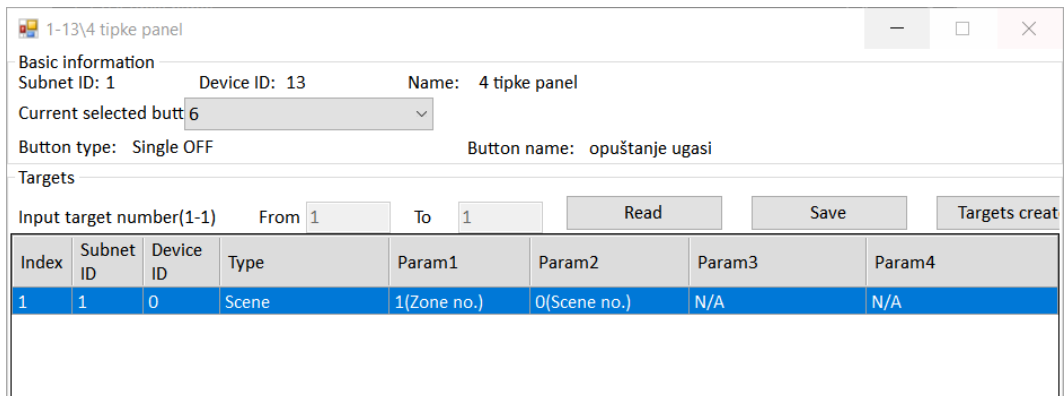 1-13\4 tipke panel
Basic information
Subnet ID: 1 Device ID: 13 Name: 4 tipke panel
Current selected butt 6
Button type: Single OFF Button name: opuštanje ugasi
Targets
Input target number(1-1) From 1 To 1 Read Save Targets creat
Index Subnet ID Device ID Type Param1 Param2 Param3 Param4
1 1 0 Scene 1(Zone no.) 0(Scene no.) N/A N/A